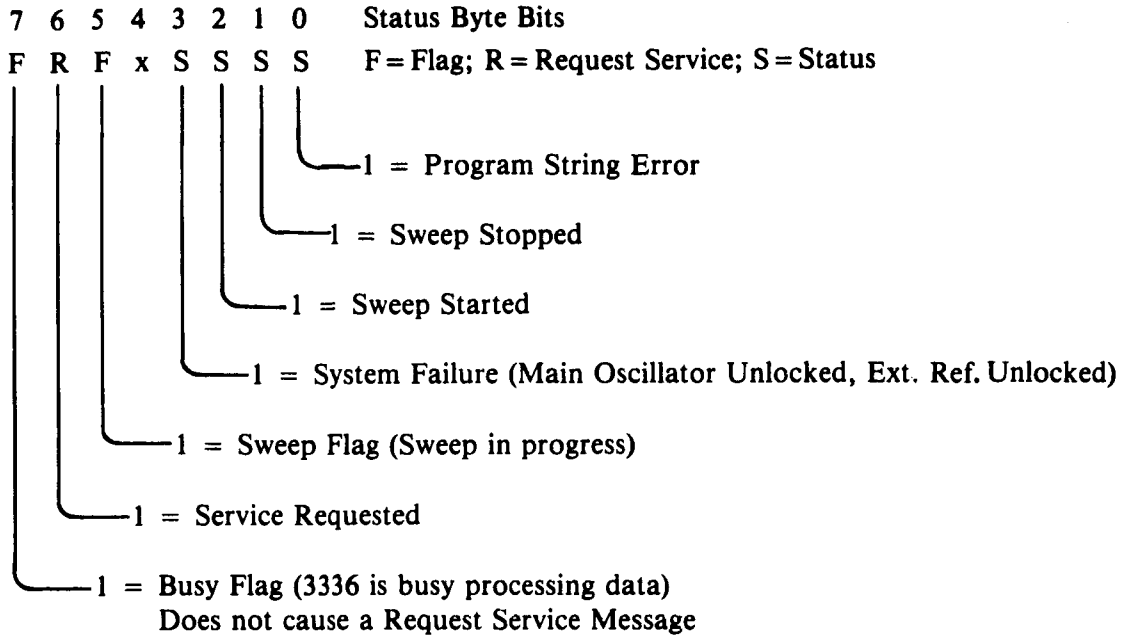 7 6 5 4 3 2 1 0 Status Byte Bits
F R F x S S S S F = Flag; R = Request Service; S = Status
1 = Program String Error
1 = Sweep Stopped
1 = Sweep Started
1 = System Failure (Main Oscillator Unlocked, Ext. Ref. Unlocked)
1 = Sweep Flag (Sweep in progress)
1 = Service Requested
1 = Busy Flag (3336 is busy processing data)
Does not cause a Request Service Message